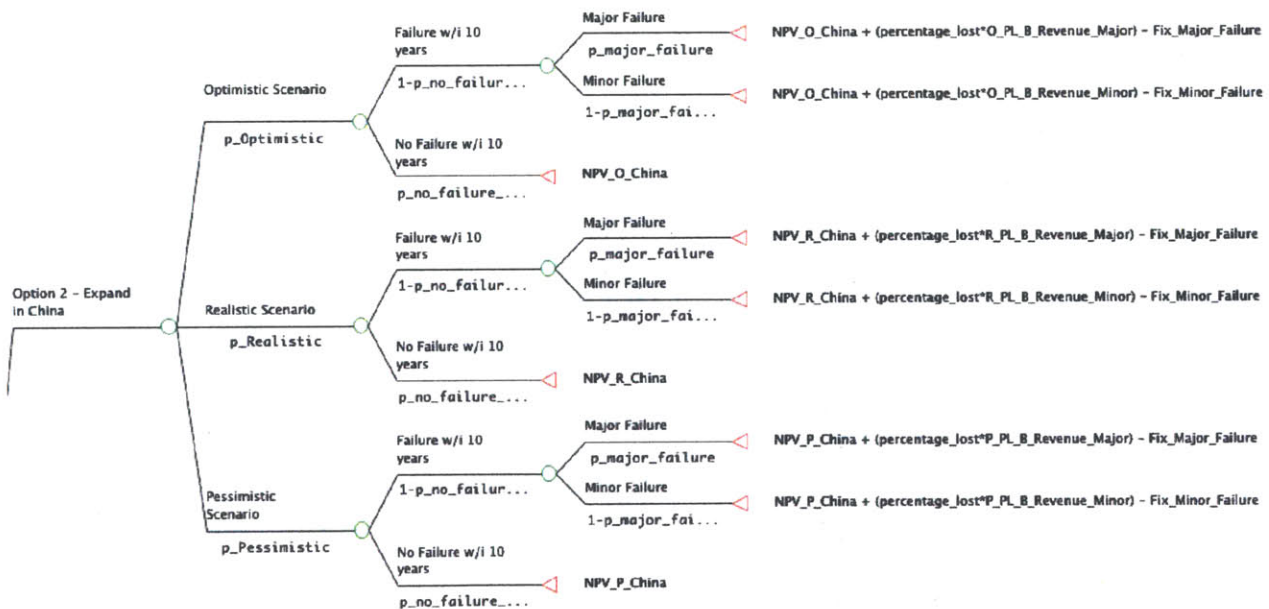 Major Failure
NPV_O_China + (percentage_lost*O_PL_B_Revenue_Major) – Fix_Major_Failure
Failure w/i 10
years
p_major_failure
Minor Failure
1-p_no_failur...
NPV_O_China + (percentage_lost*O_PL_B_Revenue_Minor) – Fix_Minor_Failure
Optimistic Scenario
1-p_major_fai...
p_Optimistic
No Failure w/i 10
years
NPV_O_China
p_no_failure_...
Major Failure
NPV_R_China + (percentage_lost*R_PL_B_Revenue_Major) – Fix_Major_Failure
Failure w/i 10
years
p_major_failure
Minor Failure
1-p_no_failur...
NPV_R_China + (percentage_lost*R_PL_B_Revenue_Minor) – Fix_Minor_Failure
Option 2 – Expand
in China
Realistic Scenario
1-p_major_fai...
p_Realistic
No Failure w/i 10
years
NPV_R_China
p_no_failure_...
Major Failure
NPV_P_China + (percentage_lost*P_PL_B_Revenue_Major) – Fix_Major_Failure
Failure w/i 10
years
p_major_failure
Minor Failure
1-p_no_failur...
NPV_P_China + (percentage_lost*P_PL_B_Revenue_Minor) – Fix_Minor_Failure
Pessimistic
Scenario
1-p_major_fai...
p_Pessimistic
No Failure w/i 10
years
NPV_P_China
p_no_failure_...